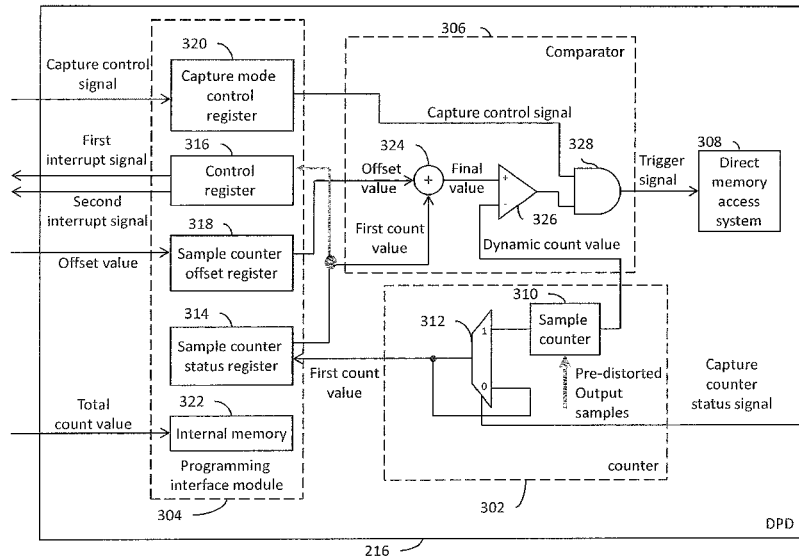 320
306
Capture control
signal
Capture mode
control
register
Comparator
Capture control signal
First
interrupt signal
316
Control
register
Second
interrupt signal
324
+
Offset
value
Final
value
+
-
326
328
Trigger
signal
308
Direct
memory
access
system
First count
value
Dynamic count value
318
Offset value
Sample counter
offset register
314
Sample counter
status register
First count
value
312
1
0
310
Sample
counter
Pre-distorted
Output
samples
Capture
counter
status signal
Total
count value
322
Internal memory
Programming
interface module
304
counter
302
DPD
216